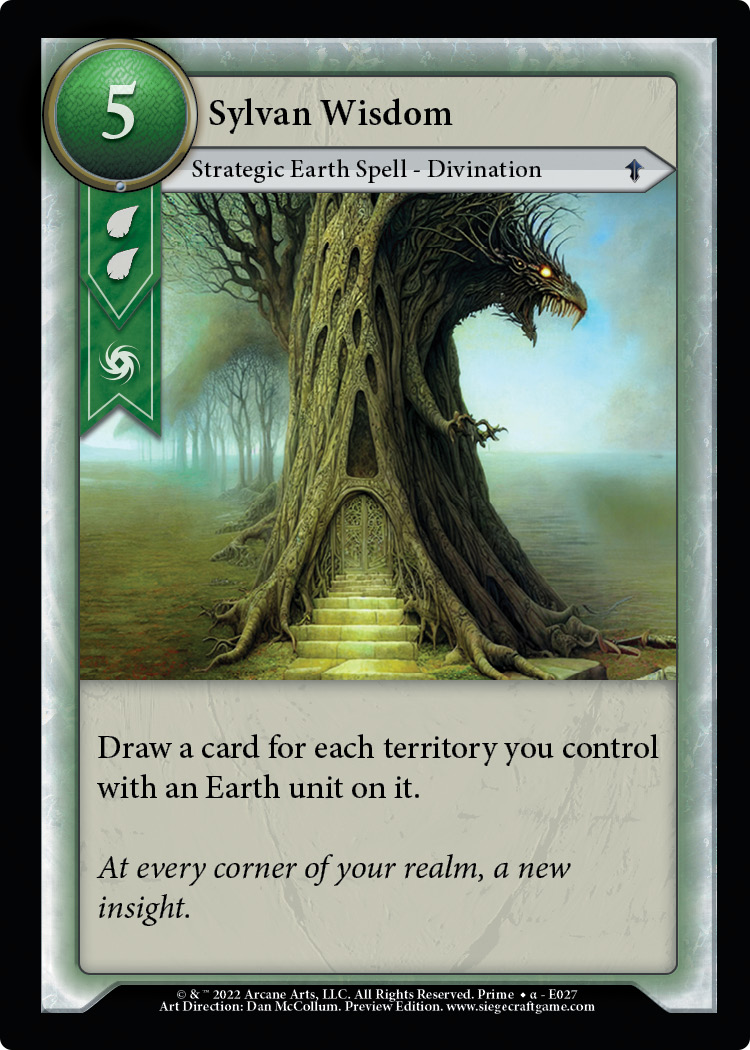 5
Sylvan Wisdom
Strategic Earth Spell - Divination
Draw a card for each territory you control
with an Earth unit on it.
At every corner of your realm, a new
insight.
© & ™ 2022 Arcane Arts, LLC. All Rights Reserved. Prime ⬥ α - E027
Art Direction: Dan McCollum. Preview Edition. www.siegecraftgame.com